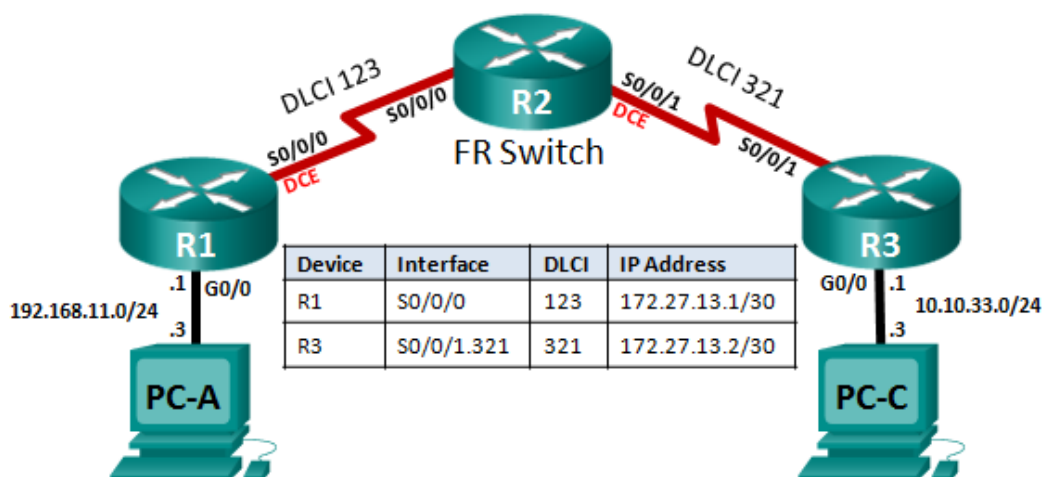 DLCI 123
DLCI 321
S0/0/0
S0/0/1
R2
DCE
FR Switch
S0/0/0
DCE
S0/0/1
R1
R3
.1 G0/0
G0/0 .1
192.168.11.0/24
10.10.33.0/24
.3
.3
Device Interface DLCI IP Address
R1 S0/0/0 123 172.27.13.1/30
R3 S0/0/1.321 321 172.27.13.2/30
PC-A
PC-C